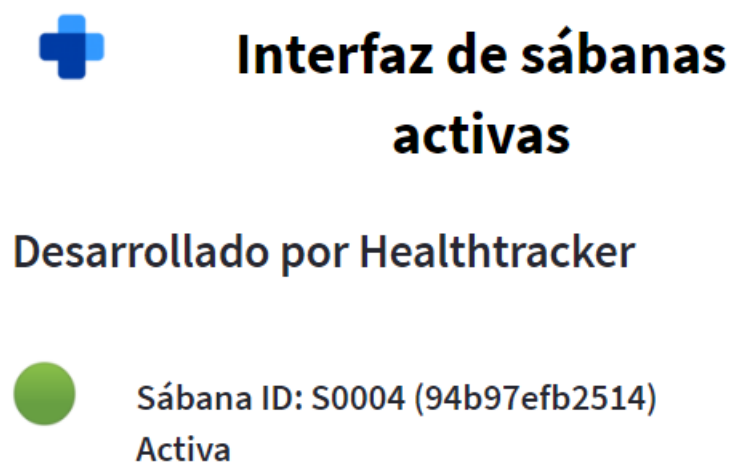 Interfaz de sábanas
activas
Desarrollado por Healthtracker
Sábana ID: S0004 (94b97efb2514)
Activa